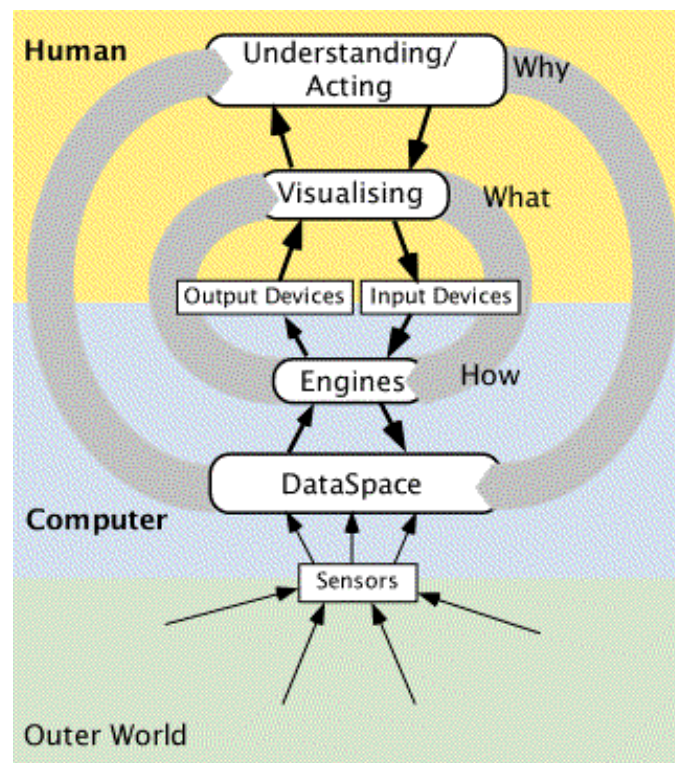 Human
Understanding/
Acting
Why
Visualising
What
Output Devices
Input Devices
Engines
How
DataSpace
Computer
Sensors
Outer World